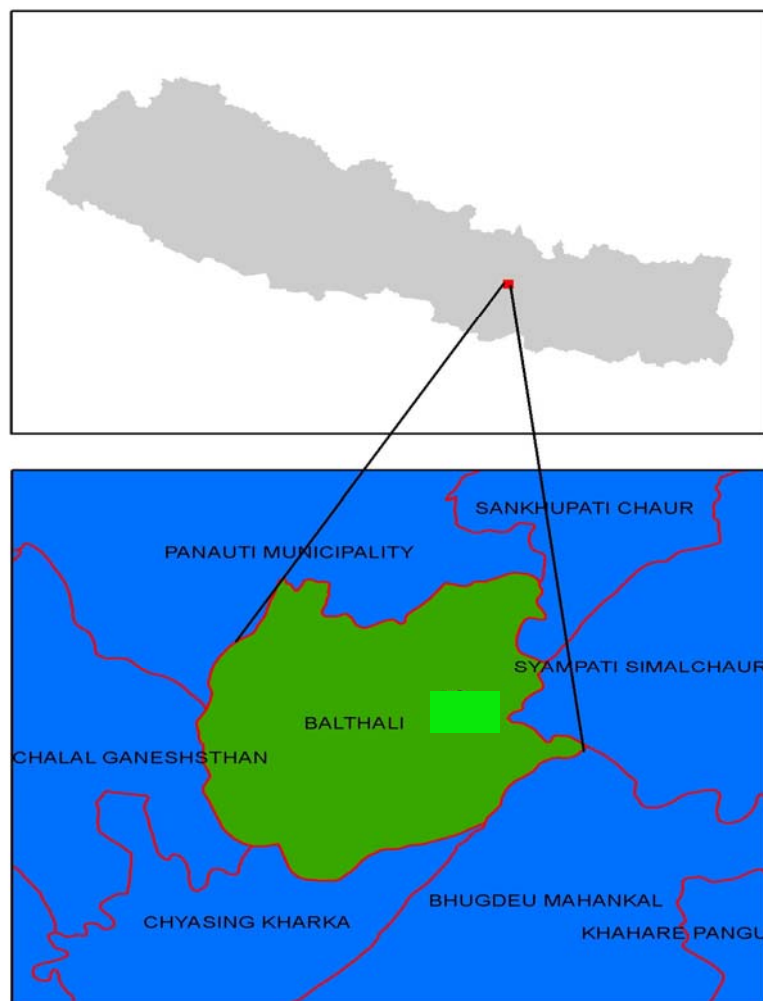 SANKHUPATI CHAUR
PANAUTI MUNICIPALITY
SYAMPATI SIMALCHAUR
BALTHALI
CHALAL GANESHSTHAN
BHUGDEU MAHANKAL
CHYASING KHARKA
KHAHARE PANGU